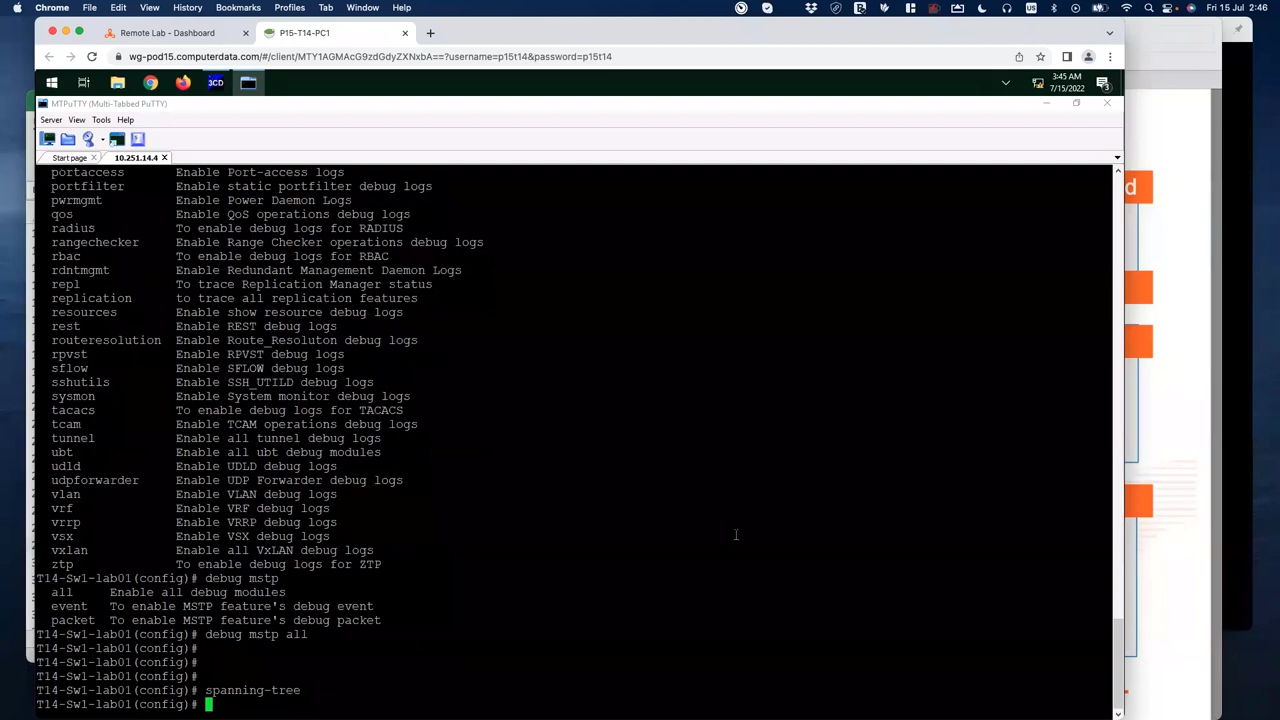 Chrome File Edit View History Bookmarks Profiles Tab Window Help Fri 15 Jul 2:46
Remote Lab - Dashboard × P15-T14-PC1 ×
wg-pod15.computerdata.com/#/client/MTY1AGMAcG9zdGdyZXNxbA==?username=p15t14&password=p15t14
3CD
3:45 AM
7/15/2022
3
MTPuTTY (Multi-Tabbed PuTTY)
Server View Tools Help
Start page × 10.251.14.4 ×
portaccess Enable Port-access logs
portfilter Enable static portfilter debug logs
pwrmgmt Enable Power Daemon Logs
qos Enable QoS operations debug logs
radius To enable debug logs for RADIUS
rangechecker Enable Range Checker operations debug logs
rbac To enable debug logs for RBAC
rdntmgmt Enable Redundant Management Daemon Logs
repl To trace Replication Manager status
replication to trace all replication features
resources Enable show resource debug logs
rest Enable REST debug logs
routeresolution Enable Route_Resoluton debug logs
rpvst Enable RPVST debug logs
sflow Enable SFLOW debug logs
sshutils Enable SSH_UTILD debug logs
sysmon Enable System monitor debug logs
tacacs To enable debug logs for TACACS
tcam Enable TCAM operations debug logs
tunnel Enable all tunnel debug logs
ubt Enable all ubt debug modules
udld Enable UDLD debug logs
udpforwarder Enable UDP Forwarder debug logs
vlan Enable VLAN debug logs
vrf Enable VRF debug logs
vrrp Enable VRRP debug logs
vsx Enable VSX debug logs
vxlan Enable all VxLAN debug logs
ztp To enable debug logs for ZTP
T14-Sw1-lab01(config)# debug mstp
all Enable all debug modules
event To enable MSTP feature's debug event
packet To enable MSTP feature's debug packet
T14-Sw1-lab01(config)# debug mstp all
T14-Sw1-lab01(config)#
T14-Sw1-lab01(config)#
T14-Sw1-lab01(config)#
T14-Sw1-lab01(config)# spanning-tree
T14-Sw1-lab01(config)#
d